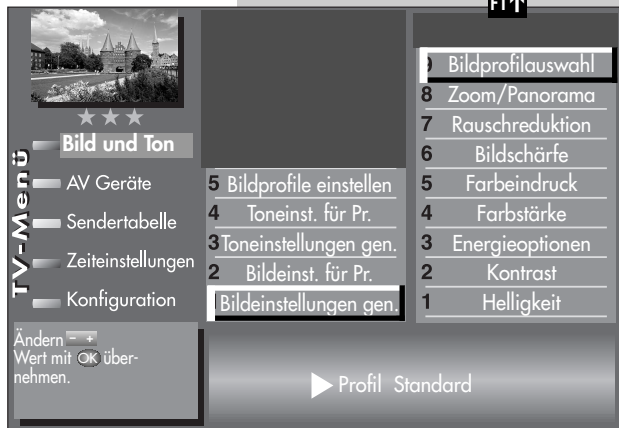 F1↑
TV-Menü
Bild und Ton
AV Geräte
Sendertabelle
Zeiteinstellungen
Konfiguration
5 Bildprofile einstellen
4 Toneinst. für Pr.
3 Toneinstellungen gen.
2 Bildeinst. für Pr.
Bildeinstellungen gen.
9 Bildprofilauswahl
8 Zoom/Panorama
7 Rauschreduktion
6 Bildschärfe
5 Farbeindruck
4 Farbstärke
3 Energieoptionen
2 Kontrast
1 Helligkeit
Ändern - +
Wert mit OK über-
nehmen.
Profil Standard